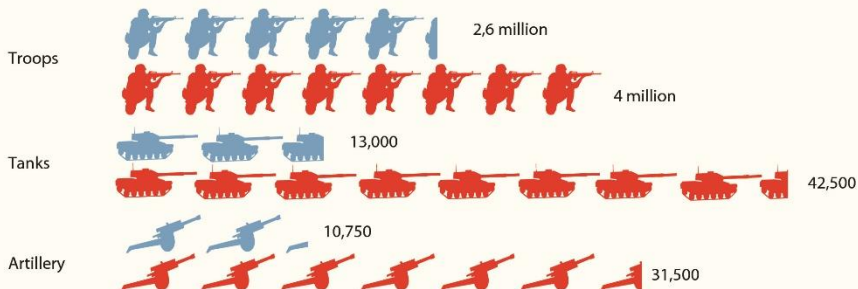 2,6 million
Troops
4 million
13,000
Tanks
42,500
10,750
Artillery
31,500